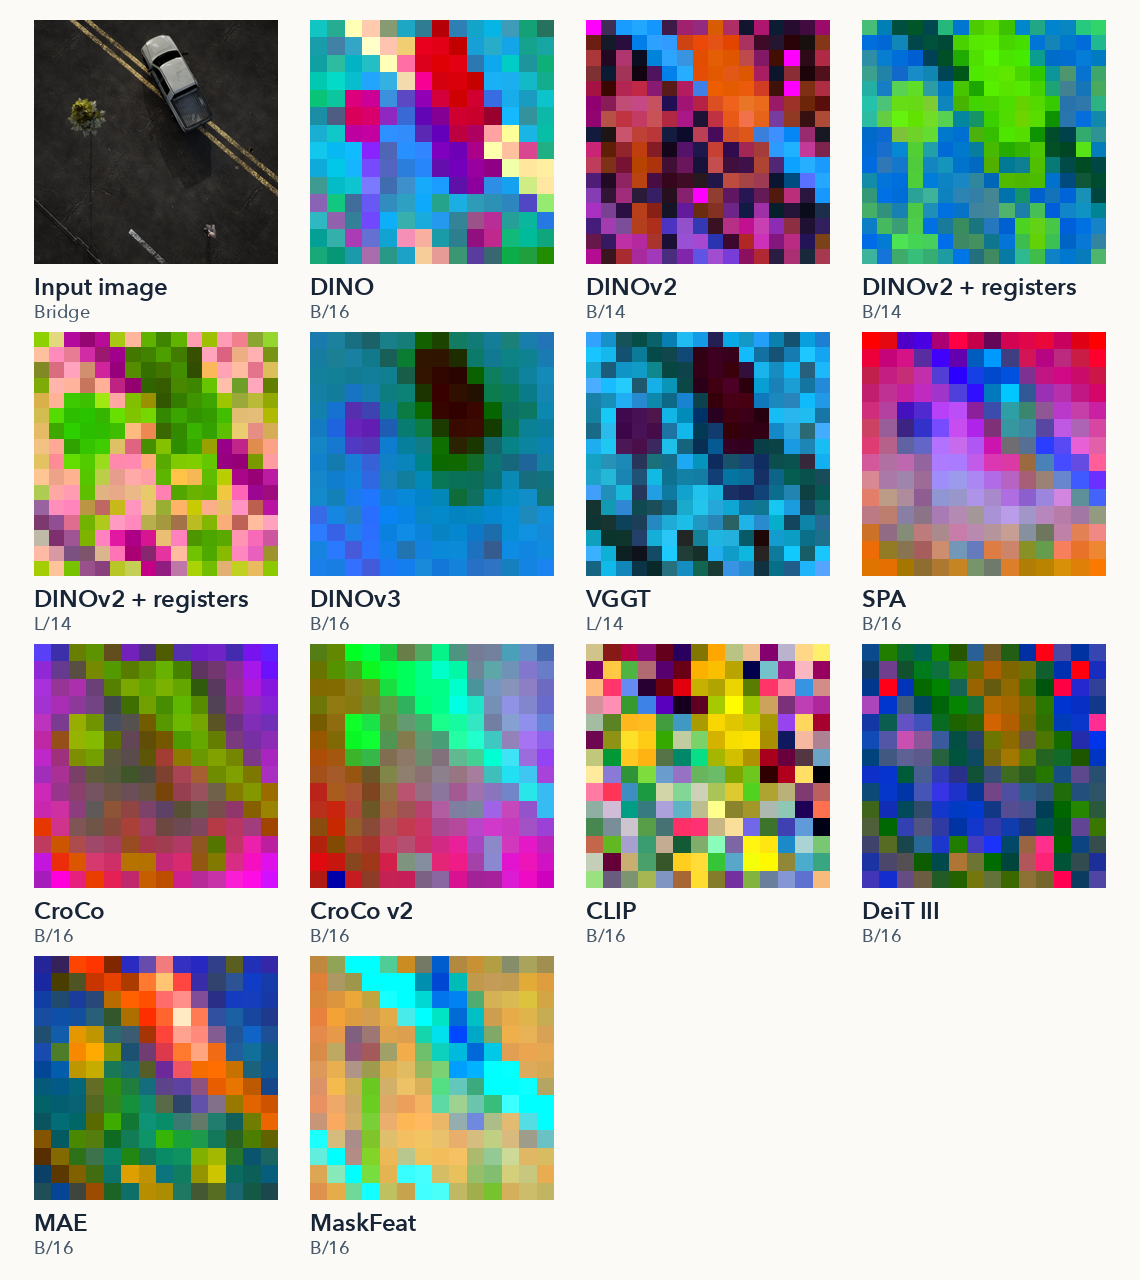 Input image
Bridge
DINO
B/16
DINOv2
B/14
DINOv2 + registers
B/14
DINOv2 + registers
L/14
DINOv3
B/16
VGGT
L/14
SPA
B/16
CroCo
B/16
CroCo v2
B/16
CLIP
B/16
DeiT III
B/16
MAE
B/16
MaskFeat
B/16